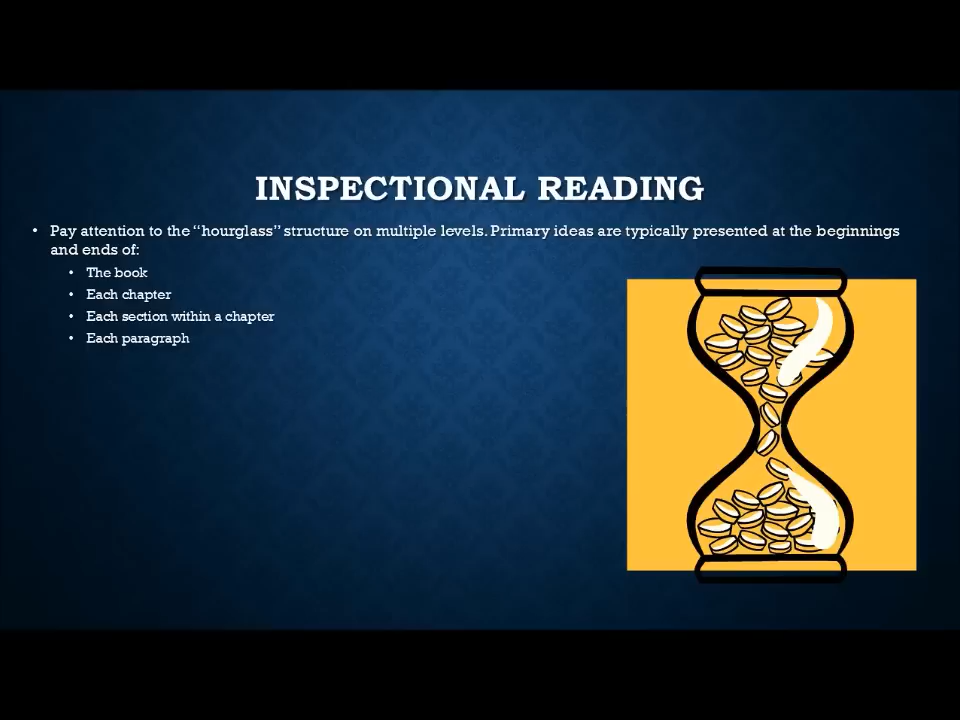 INSPECTIONAL READING
• Pay attention to the “hourglass” structure on multiple levels. Primary ideas are typically presented at the beginnings
and ends of:
• The book
• Each chapter
• Each section within a chapter
• Each paragraph